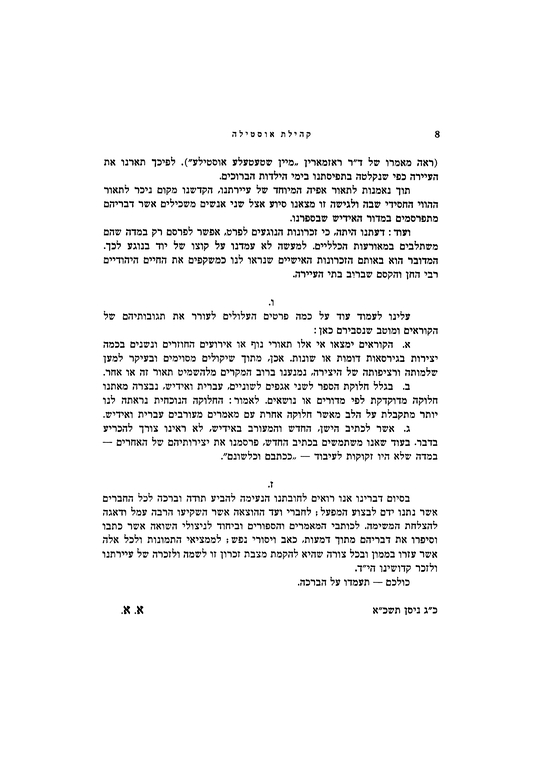 8 קהילת אוסטילה
(ראה מאמרו של ד״ר ראזמארין „מיין שטעטעלע אוסטילע״). לפיכך תארנו את
העיירה כפי שנקלטה בתפיסתנו בימי הילדות הברוכים.
תוך נאמנות לתאור אפיה המיוחד של עיירתנו, הקדשנו מקום ניכר לתאור
ההווי החסידי שבה ולגישה זו מצאנו סיוע אצל שני אנשים משכילים אשר דבריהם
מתפרסמים במדור האידיש שבספרנו.
ועוד: דעתנו היתה, כי זכרונות הנוגעים לפרט, אפשר לפרסם רק במדה שהם
משתלבים במאורעות הכלליים. למעשה לא עמדנו על קוצו של יוד בנוגע לכך.
המדובר הוא באותם הזכרונות האישיים שנראו לנו כמשקפים את החיים היהודיים
רבי החן והקסם שברוב בתי העיירה.
ו.
עלינו לעמוד עוד על כמה פרטים העלולים לעורר את תגובותיהם של
הקוראים ומוטב שנסבירם כאן:
א. הקוראים ימצאו אי אלו תאורי נוף או אירועים החוזרים ונשנים בכמה
יצירות בגירסאות דומות או שונות. אכן, מתוך שיקולים מסוימים ובעיקר למען
שלמותה ורציפותה של היצירה, נמנענו ברוב המקרים מלהשמיט תאור זה או אחר.
ב. בגלל חלוקת הספר לשני אגפים לשוניים, עברית ואידיש, נבצרה מאתנו
חלוקה מדוקדקת לפי מדורים או נושאים. לאמור: החלוקה הנוכחית נראתה לנו
יותר מתקבלת על הלב מאשר חלוקה אחרת עם מאמרים מעורבים עברית ואידיש.
ג. אשר לכתיב הישן, החדש והמעורב באידיש, לא ראינו צורך להכריע
בדבר. בעוד שאנו משתמשים בכתיב החדש, פרסמנו את יצירותיהם של האחרים —
במדה שלא היו זקוקות לעיבוד — „ככתבם וכלשונם״.
ז.
בסיום דברינו אנו רואים לחובתנו הנעימה להביע תודה וברכה לכל החברים
אשר נתנו ידם לבצוע המפעל; לחברי ועד ההוצאה אשר השקיעו הרבה עמל ודאגה
להצלחת המשימה. לכותבי המאמרים והספורים וביחוד לניצולי השואה אשר כתבו
וסיפרו את דבריהם מתוך דמעות, כאב ויסורי נפש; לממציאי התמונות ולכל אלה
אשר עזרו בממון ובכל צורה שהיא להקמת מצבת זכרון זו לשמה ולזכרה של עיירתנו
ולזכר קדושינו הי״ד.
כולכם — תעמדו על הברכה.
כ״ג ניסן תשכ״א א. א.